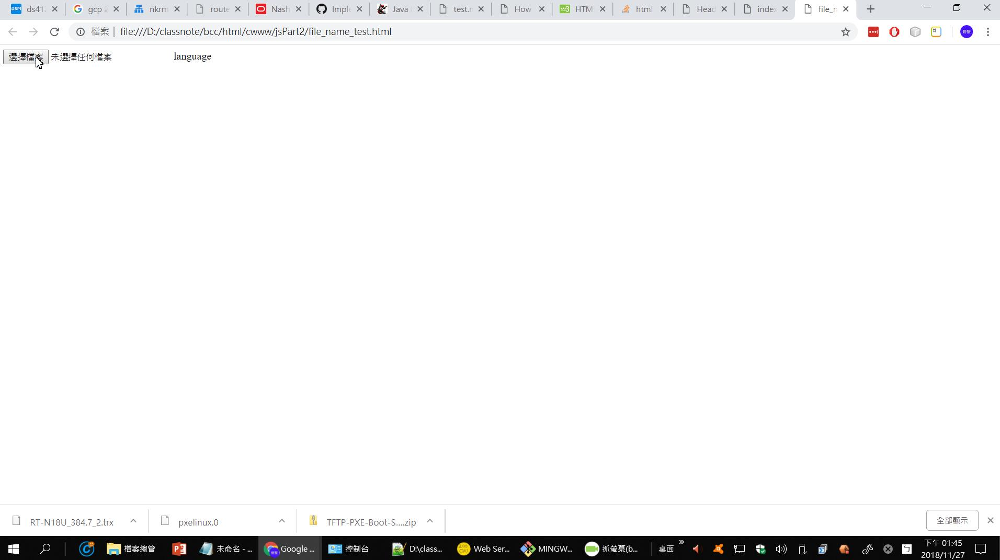 DSM ds412
gcp
nkrm
route
Nash
Imple
Java
test.r
How
w3 HTM
html
Head
index
file_n
檔案 | file:///D:/classnote/bcc/html/cwww/jsPart2/file_name_test.html
選擇檔案 未選擇任何檔案 language
RT-N18U_384.7_2.trx
pxelinux.0
TFTP-PXE-Boot-S....zip
全部顯示
檔案總管
未命名 - ...
Google ...
控制台
D:\class...
Web Ser...
MINGW...
抓螢幕(b...
桌面
ㄅ
下午 01:45
2018/11/27